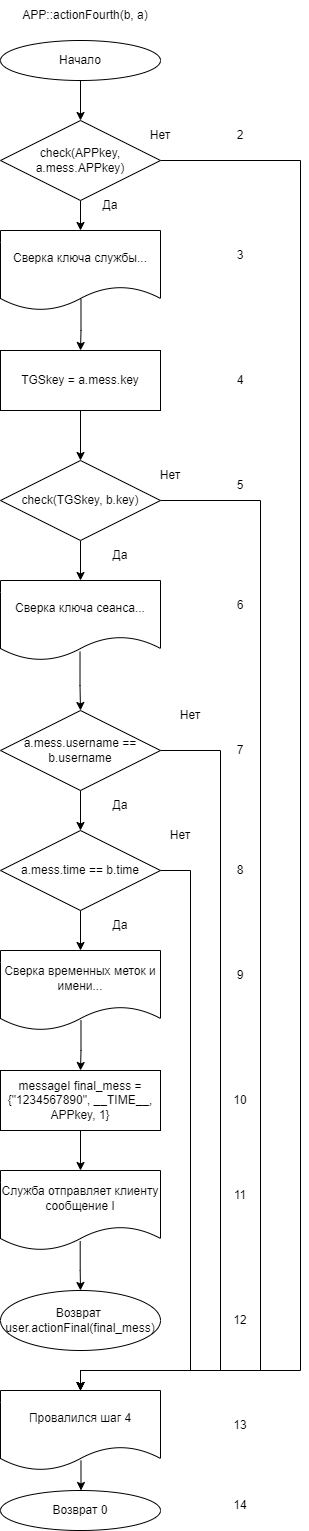 APP::actionFourth(b, a)
Начало
Нет
2
check(APPkey,
a.mess.APPkey)
Да
Сверка ключа службы...
3
TGSkey = a.mess.key
4
Нет
5
check(TGSkey, b.key)
Да
Сверка ключа сеанса...
6
Нет
a.mess.username ==
b.username
7
Да
Нет
a.mess.time == b.time
8
Да
Сверка временных меток и
имени...
9
messageI final_mess =
{"1234567890", __TIME__,
APPkey, 1}
10
Служба отправляет клиенту
сообщение I
11
Возврат
user.actionFinal(final_mess)
12
Провалился шаг 4
13
Возврат 0
14